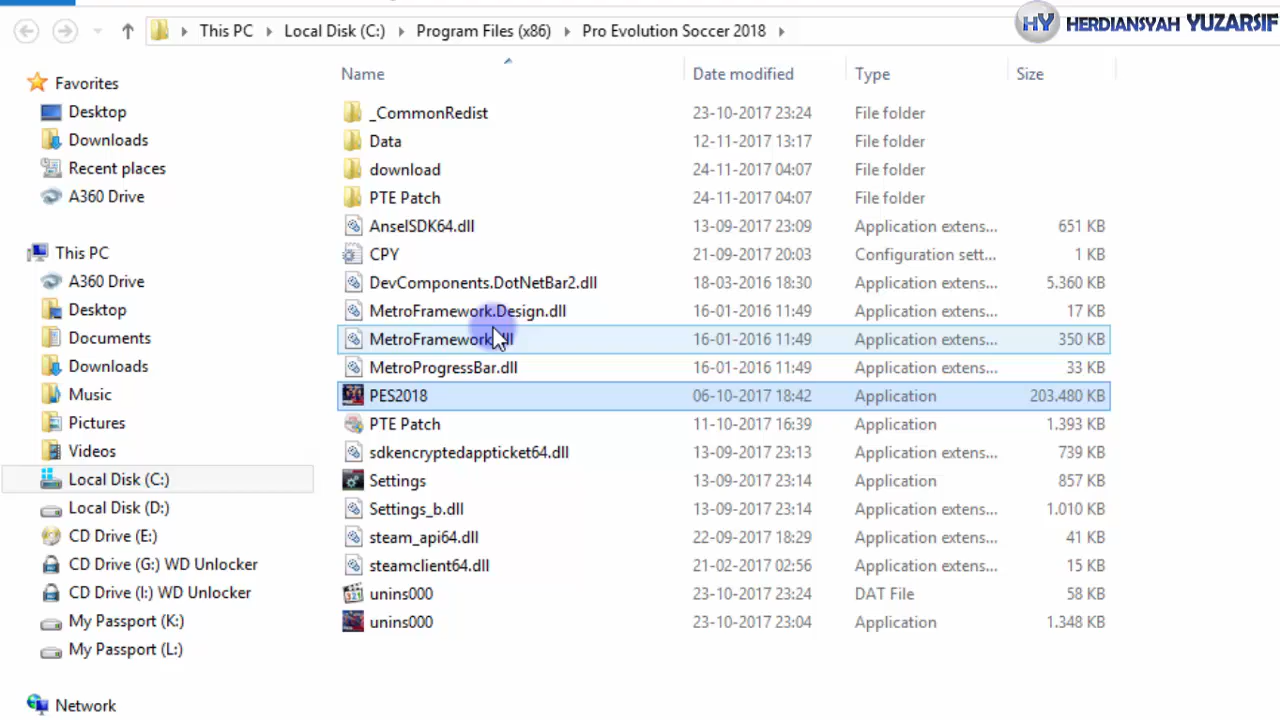 This PC Local Disk (C:) Program Files (x86) Pro Evolution Soccer 2018
HY HERDIANSYAH YUZARSIF
Name Date modified Type Size
Favorites
Desktop
Downloads
Recent places
A360 Drive
This PC
A360 Drive
Desktop
Documents
Downloads
Music
Pictures
Videos
Local Disk (C:)
Local Disk (D:)
CD Drive (E:)
CD Drive (G:) WD Unlocker
CD Drive (I:) WD Unlocker
My Passport (K:)
My Passport (L:)
Network
_CommonRedist 23-10-2017 23:24 File folder
Data 12-11-2017 13:17 File folder
download 24-11-2017 04:07 File folder
PTE Patch 24-11-2017 04:07 File folder
AnselSDK64.dll 13-09-2017 23:09 Application extens... 651 KB
CPY 21-09-2017 20:03 Configuration sett... 1 KB
DevComponents.DotNetBar2.dll 18-03-2016 18:30 Application extens... 5.360 KB
MetroFramework.Design.dll 16-01-2016 11:49 Application extens... 17 KB
MetroFramework.dll 16-01-2016 11:49 Application extens... 350 KB
MetroProgressBar.dll 16-01-2016 11:49 Application extens... 33 KB
PES2018 06-10-2017 18:42 Application 203.480 KB
PTE Patch 11-10-2017 16:39 Application 1.393 KB
sdkencryptedappticket64.dll 13-09-2017 23:13 Application extens... 739 KB
Settings 13-09-2017 23:14 Application 857 KB
Settings_b.dll 13-09-2017 23:14 Application extens... 1.010 KB
steam_api64.dll 22-09-2017 18:29 Application extens... 41 KB
steamclient64.dll 21-02-2017 02:56 Application extens... 15 KB
unins000 23-10-2017 23:24 DAT File 58 KB
unins000 23-10-2017 23:04 Application 1.348 KB